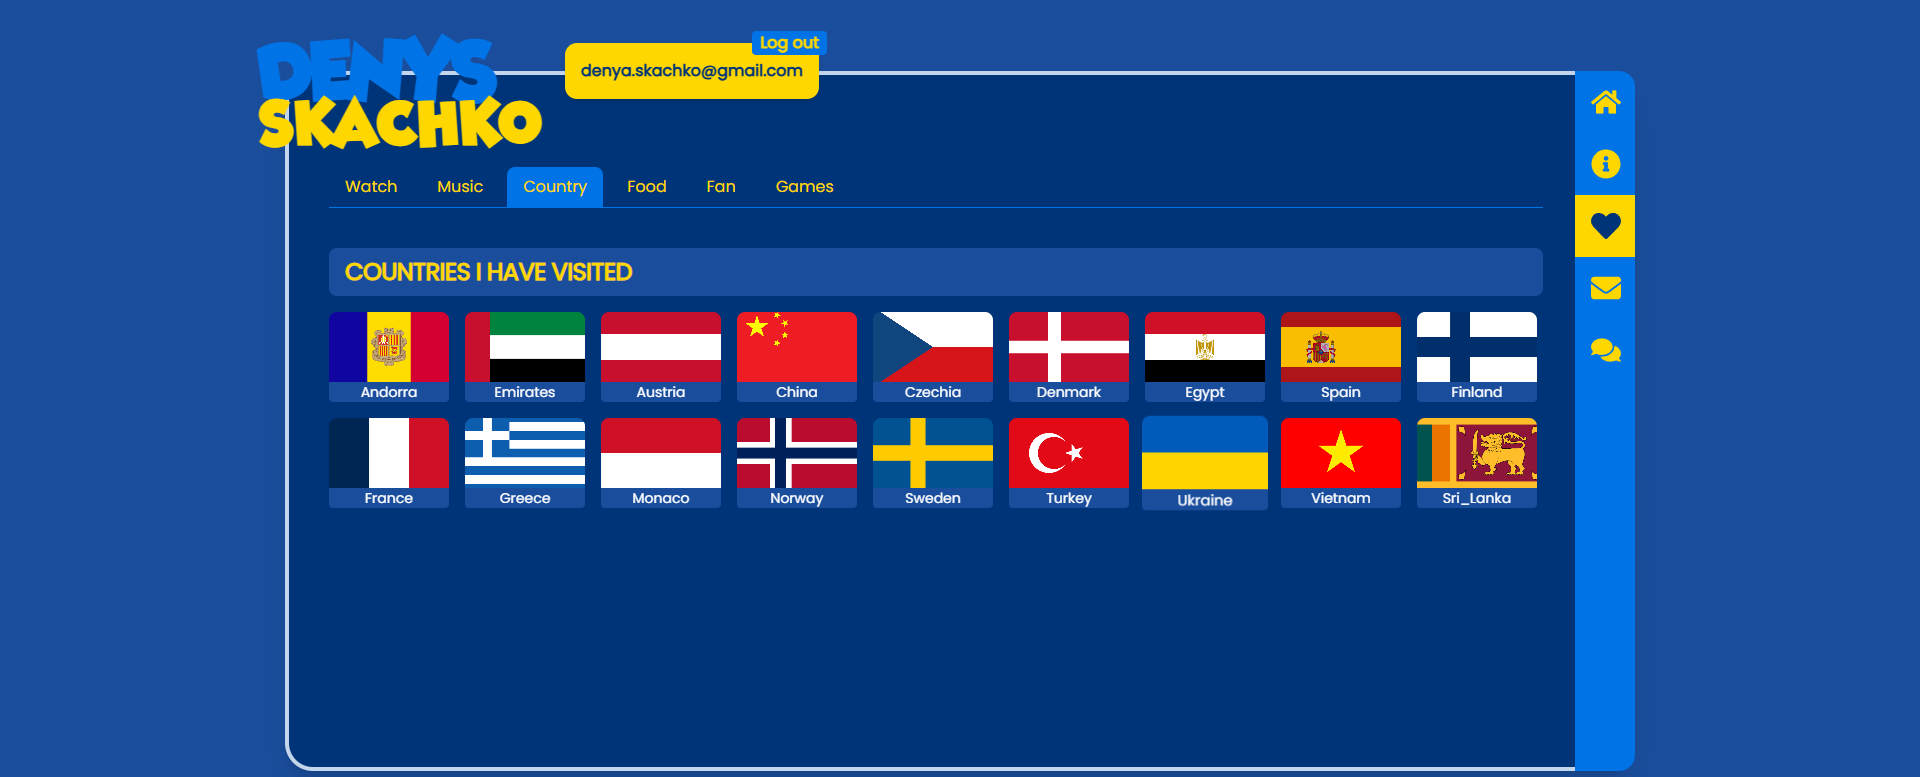 DENYS
SKACHKO
Log out
denya.skachko@gmail.com
Watch Music Country Food Fan Games
COUNTRIES I HAVE VISITED
Andorra Emirates Austria China Czechia Denmark Egypt Spain Finland
France Greece Monaco Norway Sweden Turkey Ukraine Vietnam Sri_Lanka